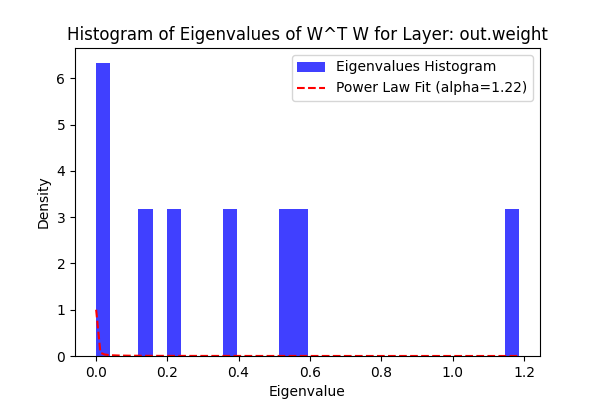 Histogram of Eigenvalues of W^T W for Layer: out.weight
Eigenvalues Histogram
Power Law Fit (alpha=1.22)
Density
6
5
4
3
2
1
0
0.0 0.2 0.4 0.6 0.8 1.0 1.2
Eigenvalue